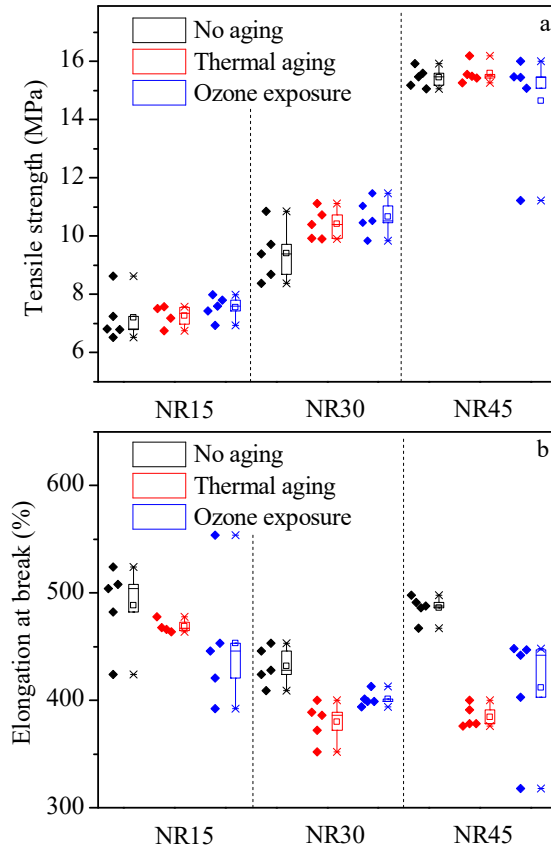 a
No aging
Thermal aging
Ozone exposure
Tensile strength (MPa)
16
14
12
10
8
6
NR15 NR30 NR45
b
No aging
Thermal aging
Ozone exposure
Elongation at break (%)
600
500
400
300
NR15 NR30 NR45